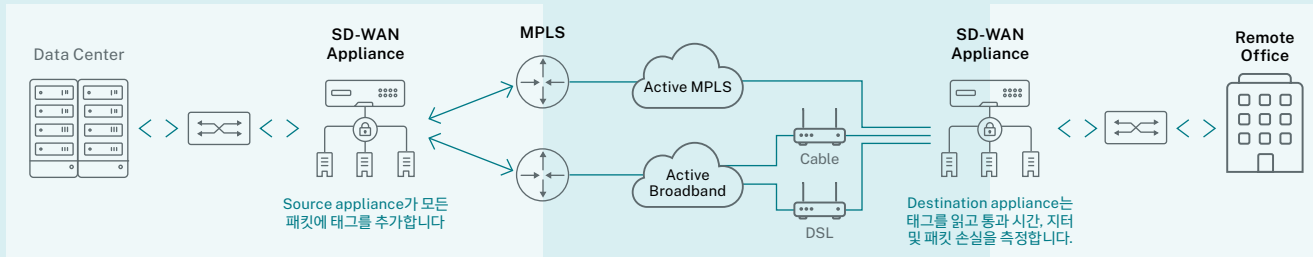 Data Center
SD-WAN
Appliance
Source appliance가 모든
패킷에 태그를 추가합니다
MPLS
Active MPLS
Active
Broadband
Cable
DSL
SD-WAN
Appliance
Destination appliance는
태그를 읽고 통과 시간, 지터
및 패킷 손실을 측정합니다.
Remote
Office